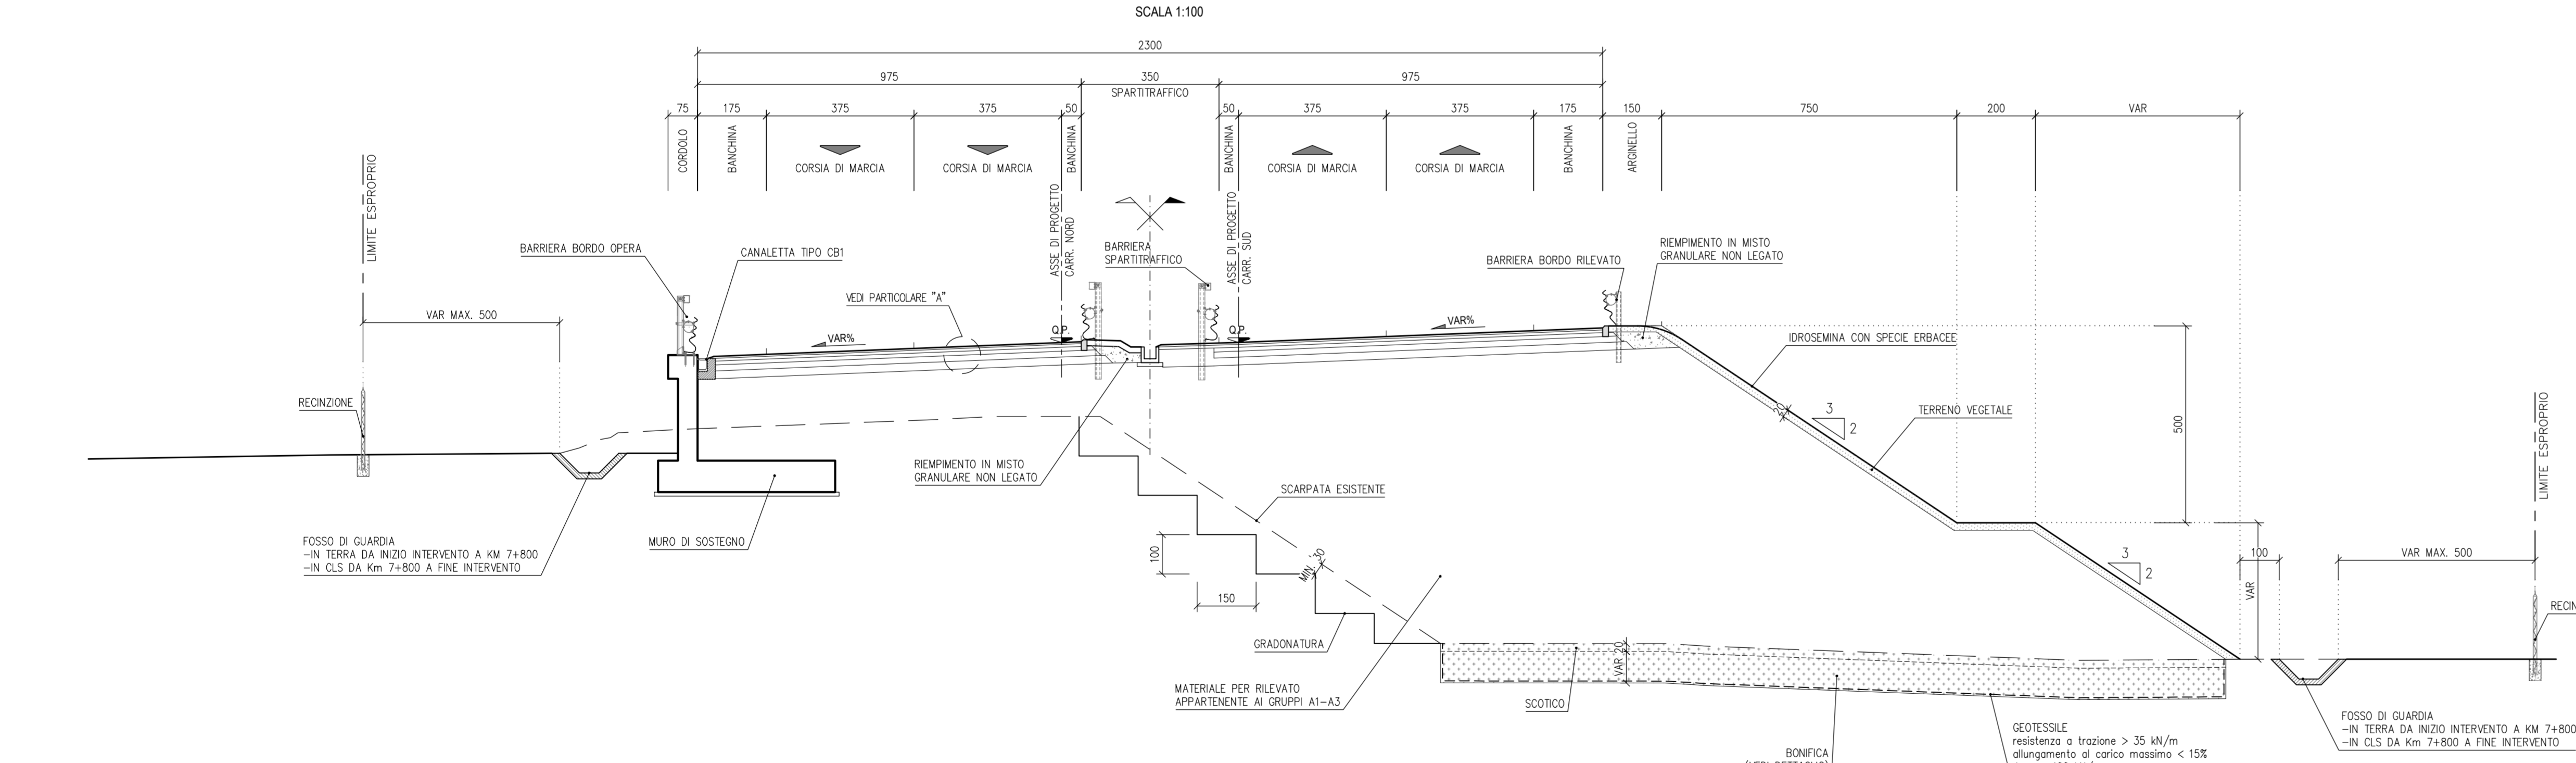 SCALA 1:100
2300
975
350
975
SPARTITRAFFICO
75
175
375
375
50
50
375
375
175
150
750
200
VAR
CORDOLO
BANCHINA
CORSIA DI MARCIA
CORSIA DI MARCIA
BANCHINA
BANCHINA
CORSIA DI MARCIA
CORSIA DI MARCIA
BANCHINA
ARGINELLO
LIMITE ESPROPRIO
ASSE DI PROGETTO
CARR. NORD
ASSE DI PROGETTO
CARR. SUD
BARRIERA BORDO OPERA
CANALETTA TIPO CB1
BARRIERA
SPARTITRAFFICO
BARRIERA BORDO RILEVATO
RIEMPIMENTO IN MISTO
GRANULARE NON LEGATO
VEDI PARTICOLARE "A"
VAR MAX. 500
VAR%
Q.P.
Q.P.
VAR%
IDROSEMINA CON SPECIE ERBACEE
RECINZIONE
20
3
2
TERRENO VEGETALE
500
LIMITE ESPROPRIO
RIEMPIMENTO IN MISTO
GRANULARE NON LEGATO
SCARPATA ESISTENTE
FOSSO DI GUARDIA
-IN TERRA DA INIZIO INTERVENTO A KM 7+800
-IN CLS DA Km 7+800 A FINE INTERVENTO
MURO DI SOSTEGNO
100
MIN. 30
150
3
2
100
VAR MAX. 500
VAR
GRADONATURA
VAR 20
MATERIALE PER RILEVATO
APPARTENENTE AI GRUPPI A1-A3
SCOTICO
FOSSO DI GUARDIA
-IN TERRA DA INIZIO INTERVENTO A KM 7+800
-IN CLS DA Km 7+800 A FINE INTERVENTO
GEOTESSILE
resistenza a trazione > 35 kN/m
allungamento al carico massimo < 15%
BONIFICA